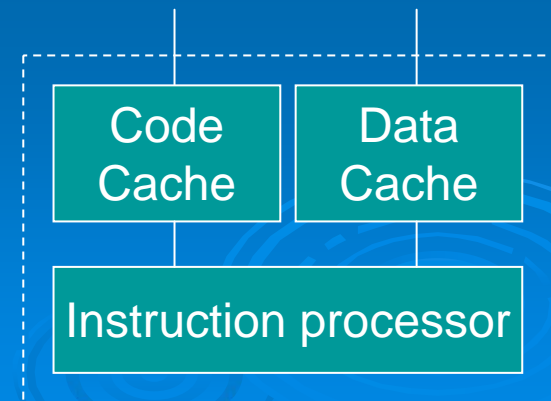 Code
Cache
Data
Cache
Instruction processor